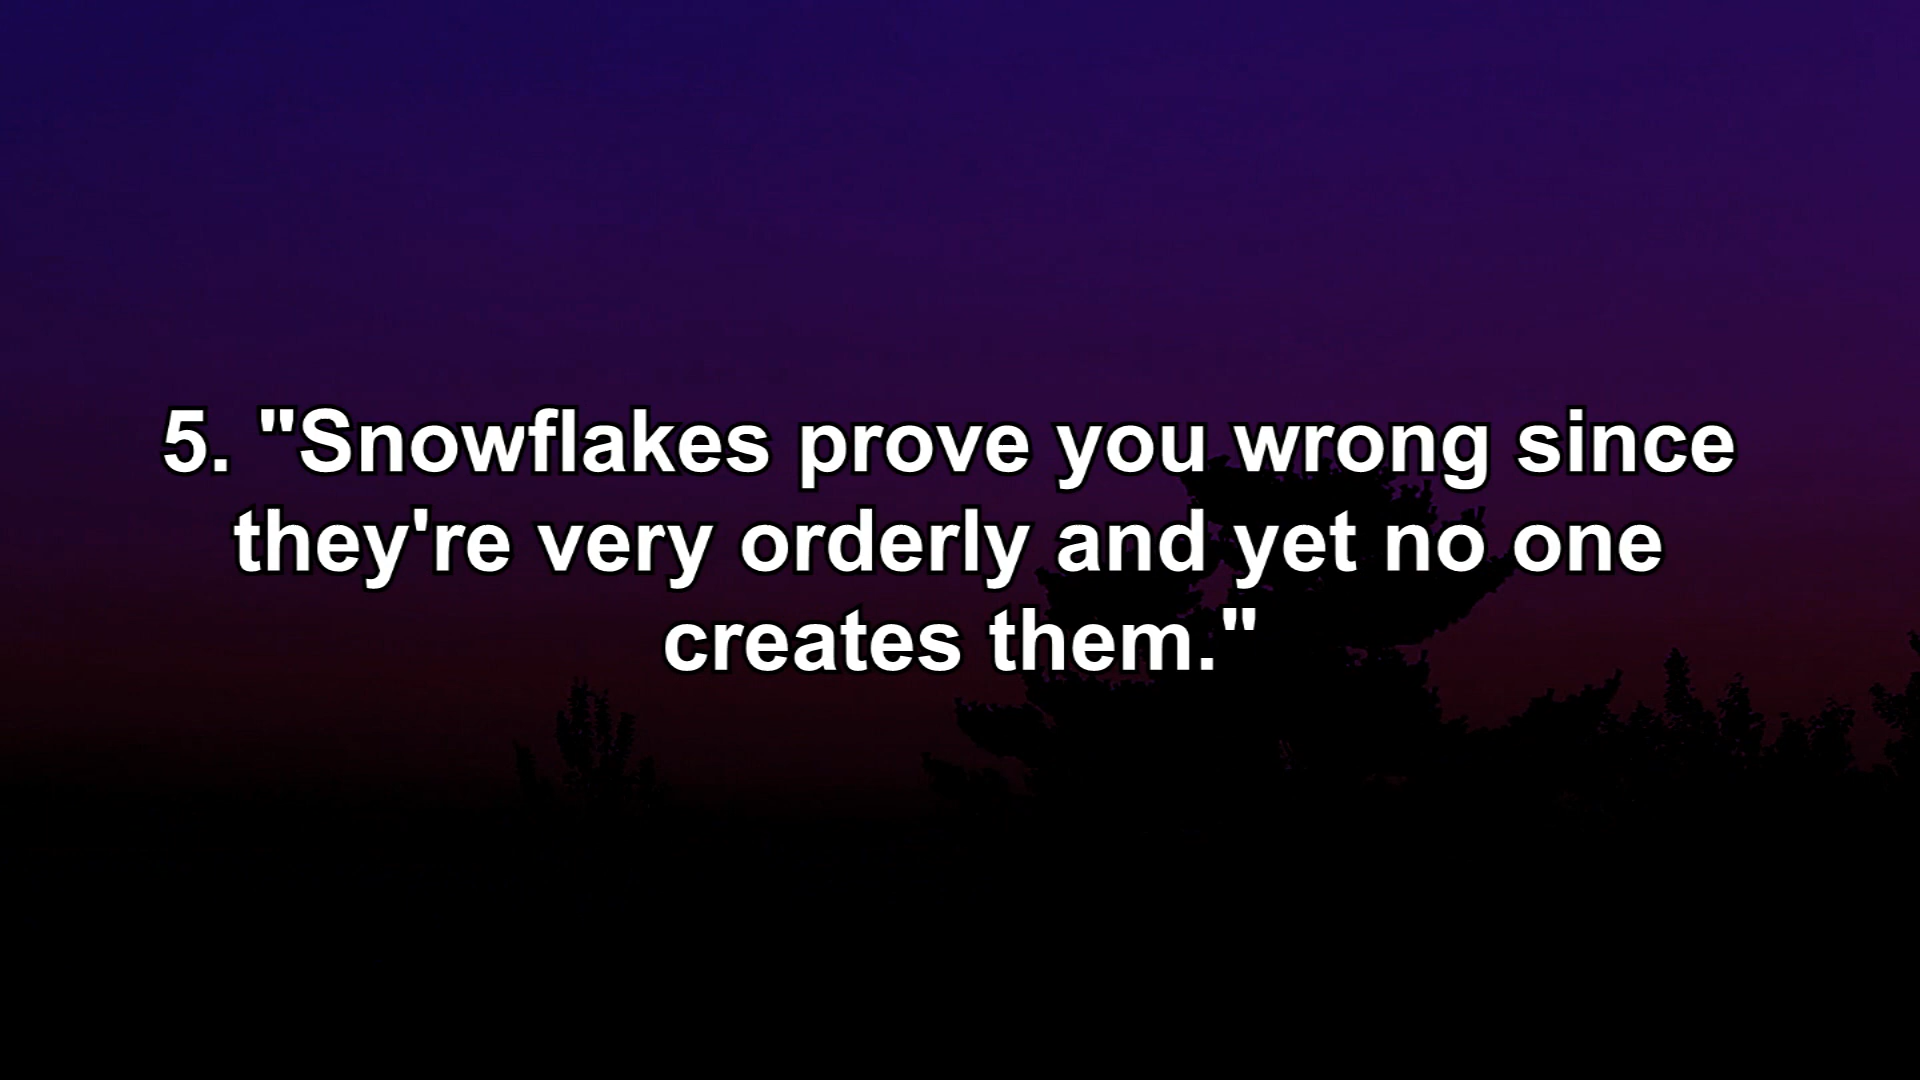 5. "Snowflakes prove you wrong since
they're very orderly and yet no one
creates them."